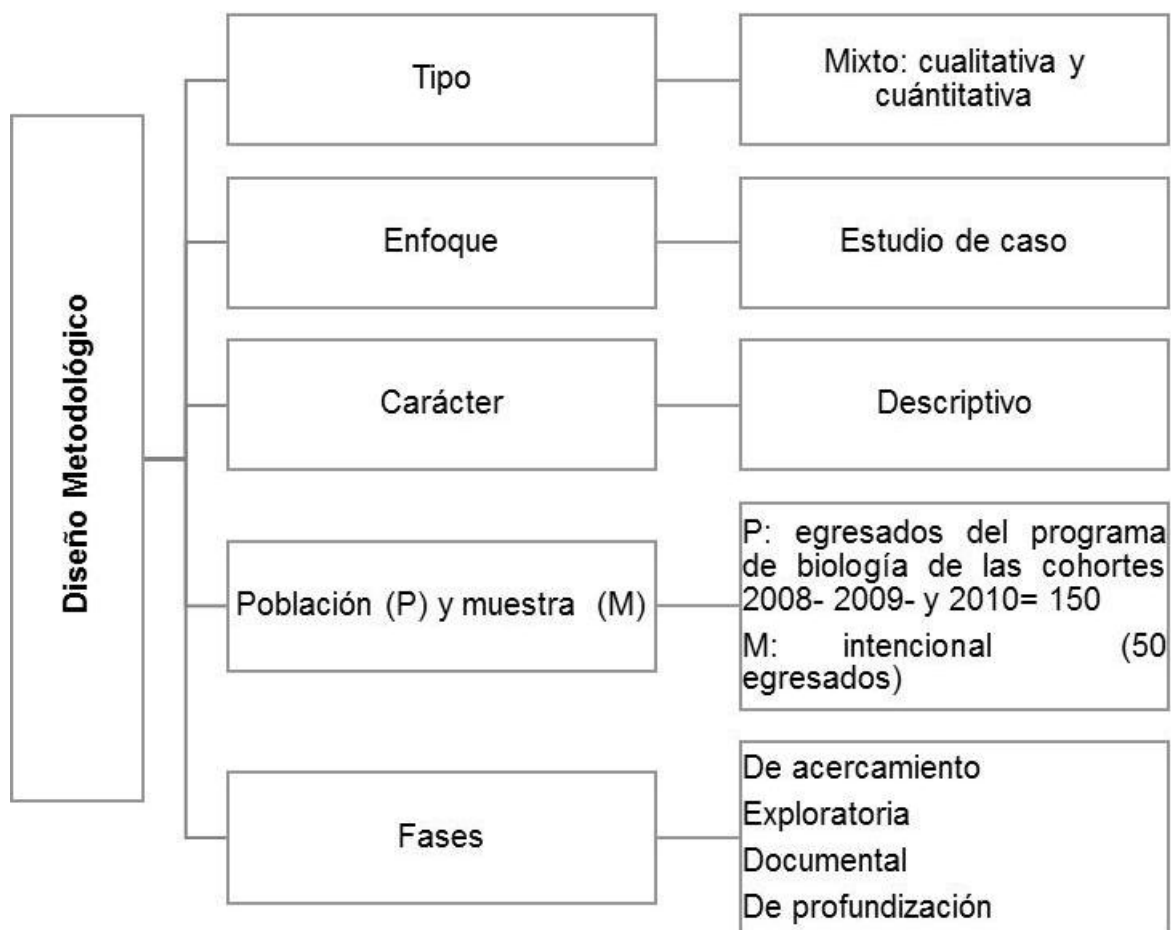 Diseño Metodológico
Tipo
Mixto: cualitativa y
cuántitativa
Enfoque
Estudio de caso
Carácter
Descriptivo
Población (P) y muestra (M)
P: egresados del programa
de biología de las cohortes
2008- 2009- y 2010= 150
M: intencional (50
egresados)
Fases
De acercamiento
Exploratoria
Documental
De profundización